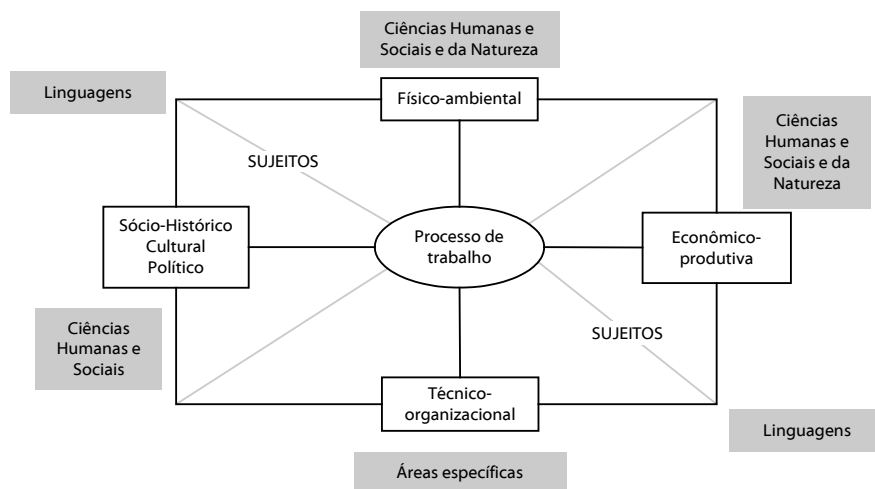 Ciências Humanas e
Sociais e da Natureza
Linguagens
Físico-ambiental
Ciências
Humanas e
Sociais e da
Natureza
SUJEITOS
Sócio-Histórico
Cultural
Político
Processo de
trabalho
Econômico-
produtiva
Ciências
Humanas e
Sociais
SUJEITOS
Técnico-
organizacional
Linguagens
Áreas específicas